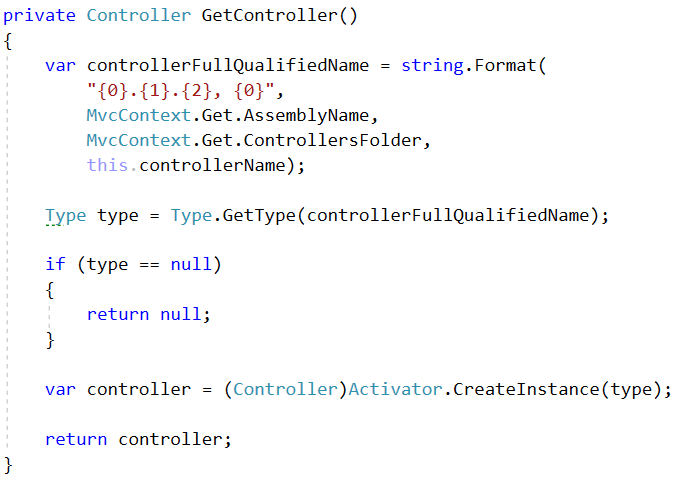 private Controller GetController()
{
    var controllerFullQualifiedName = string.Format(
        "{0}.{1}.{2}, {0}",
        MvcContext.Get.AssemblyName,
        MvcContext.Get.ControllersFolder,
        this.controllerName);

    Type type = Type.GetType(controllerFullQualifiedName);

    if (type == null)
    {
        return null;
    }

    var controller = (Controller)Activator.CreateInstance(type);

    return controller;
}